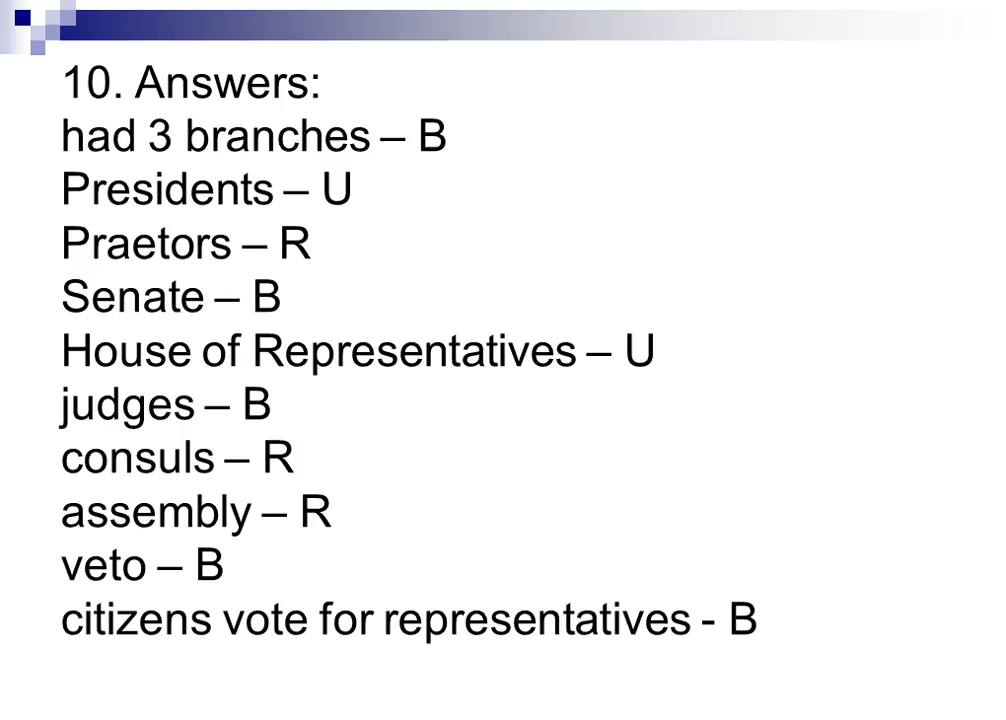 10. Answers:
had 3 branches – B
Presidents – U
Praetors – R
Senate – B
House of Representatives – U
judges – B
consuls – R
assembly – R
veto – B
citizens vote for representatives - B